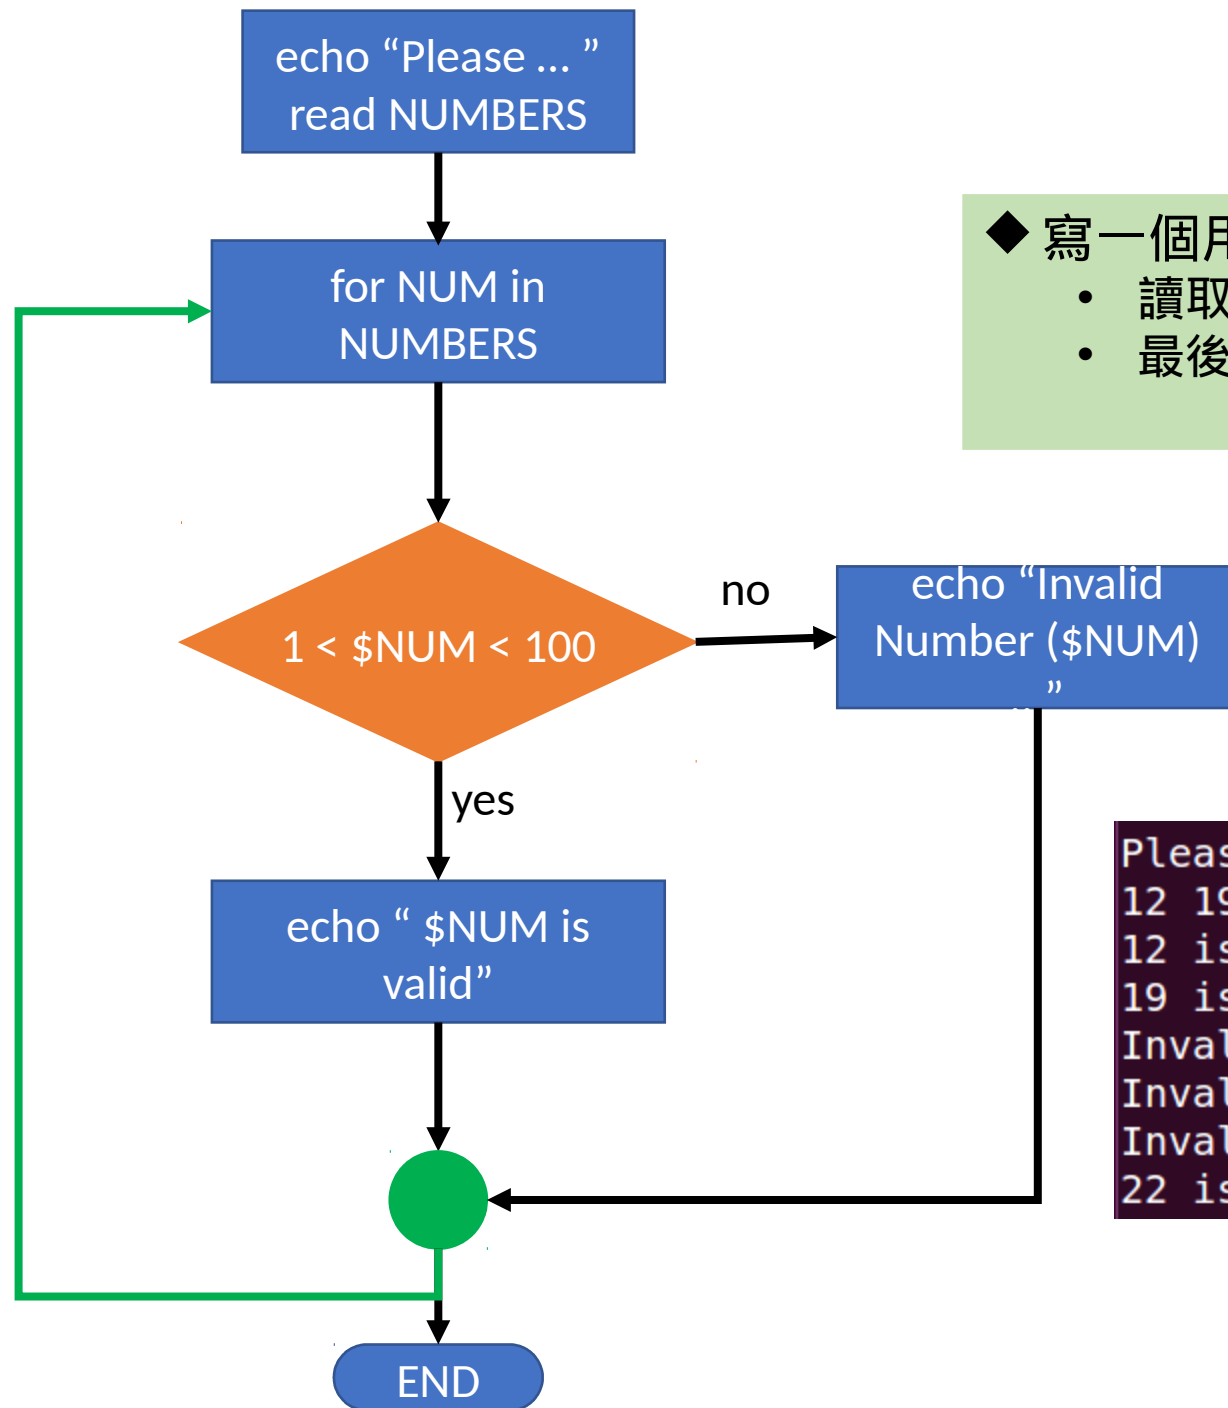 echo “Please … ”
read NUMBERS
for NUM in
NUMBERS
◆ 寫一個用
• 讀取
• 最後
1 < $NUM < 100
no
echo “Invalid
Number ($NUM)
”
yes
echo “ $NUM is
valid”
Pleas
12 19
12 is
19 is
Inval
Inval
Inval
22 is
END